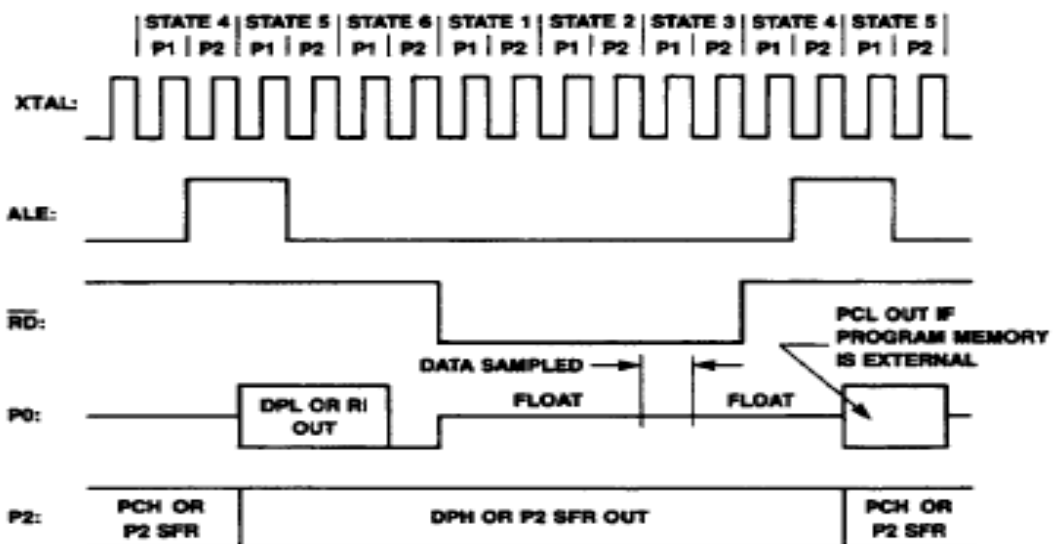 STATE 4 STATE 5 STATE 6 STATE 1 STATE 2 STATE 3 STATE 4 STATE 5
P1 P2 P1 P2 P1 P2 P1 P2 P1 P2 P1 P2 P1 P2 P1 P2
XTAL:
ALE:
RD:
PCL OUT IF
PROGRAM MEMORY
IS EXTERNAL
DATA SAMPLED
P0:
DPL OR RI
OUT
FLOAT
FLOAT
P2:
PCH OR
P2 SFR
DPH OR P2 SFR OUT
PCH OR
P2 SFR